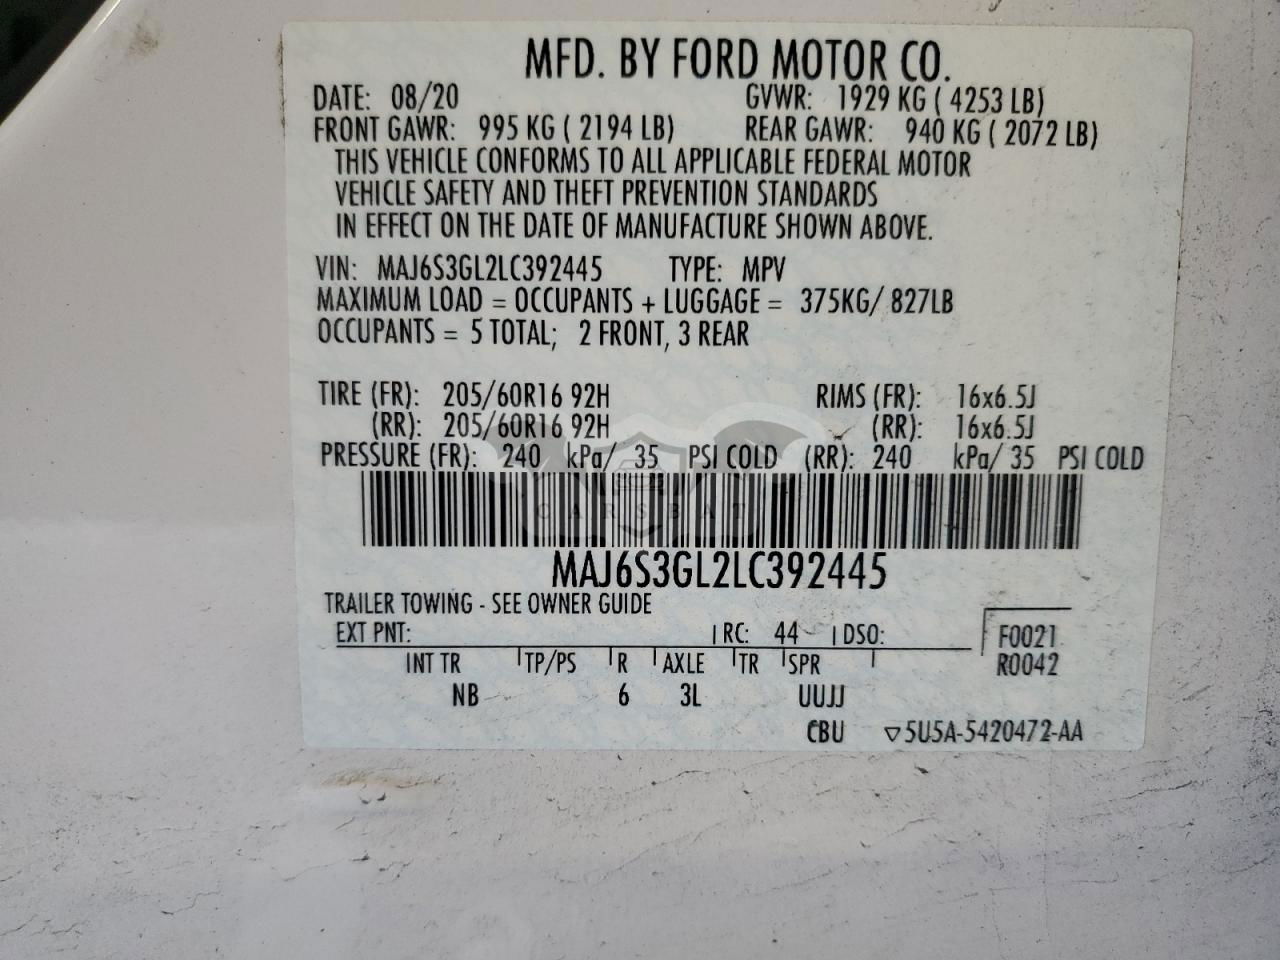 MFD. BY FORD MOTOR CO.
DATE: 08/20 GVWR: 1929 KG ( 4253 LB)
FRONT GAWR: 995 KG ( 2194 LB) REAR GAWR: 940 KG ( 2072 LB)
THIS VEHICLE CONFORMS TO ALL APPLICABLE FEDERAL MOTOR
VEHICLE SAFETY AND THEFT PREVENTION STANDARDS
IN EFFECT ON THE DATE OF MANUFACTURE SHOWN ABOVE.
VIN: MAJ6S3GL2LC392445 TYPE: MPV
MAXIMUM LOAD = OCCUPANTS + LUGGAGE = 375KG/ 827LB
OCCUPANTS = 5 TOTAL; 2 FRONT, 3 REAR
TIRE (FR): 205/60R16 92H RIMS (FR): 16x6.5J
(RR): 205/60R16 92H (RR): 16x6.5J
PRESSURE (FR): 240 kPa/ 35 PSI COLD (RR): 240 kPa/ 35 PSI COLD
CARSBAT
MAJ6S3GL2LC392445
TRAILER TOWING - SEE OWNER GUIDE
EXT PNT: RC: 44 DSO: F0021
INT TR TP/PS R AXLE TR SPR R0042
NB 6 3L UUJJ
CBU ▽5U5A-5420472-AA